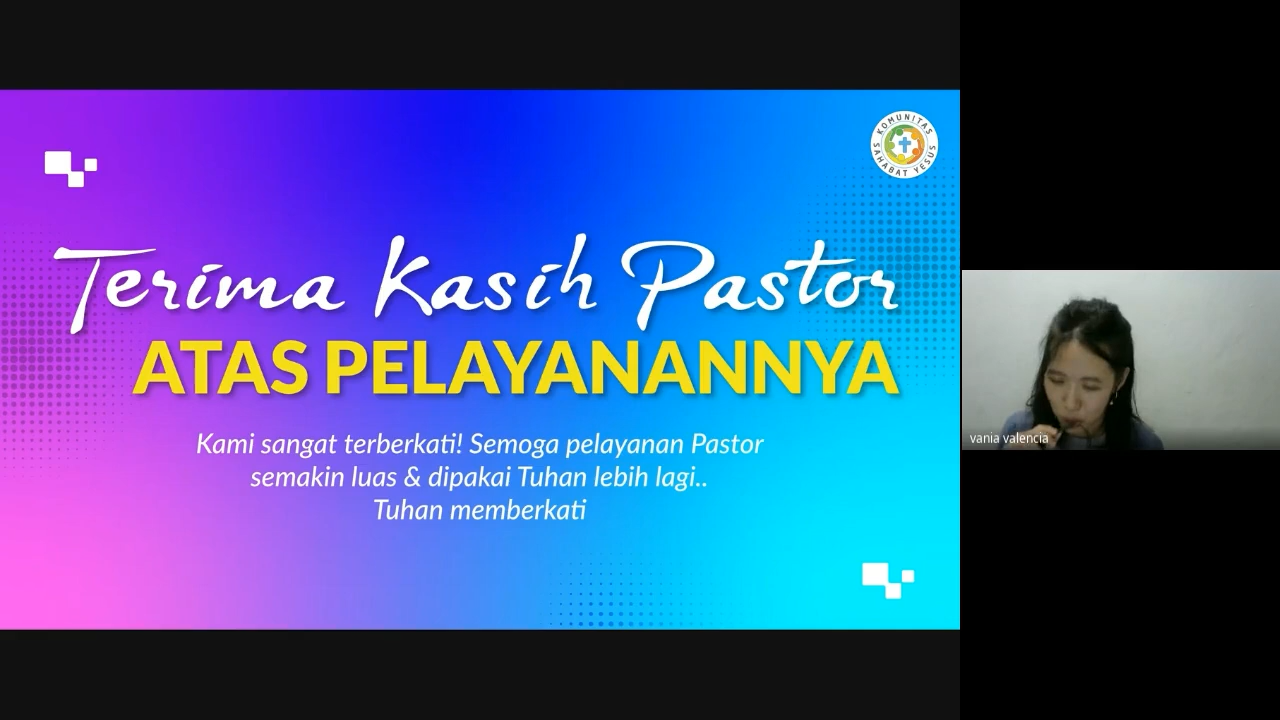 KOMUNITAS SAHABAT YESUS
Terima Kasih Pastor
ATAS PELAYANANNYA
Kami sangat terberkati! Semoga pelayanan Pastor
semakin luas & dipakai Tuhan lebih lagi..
Tuhan memberkati
vania valencia